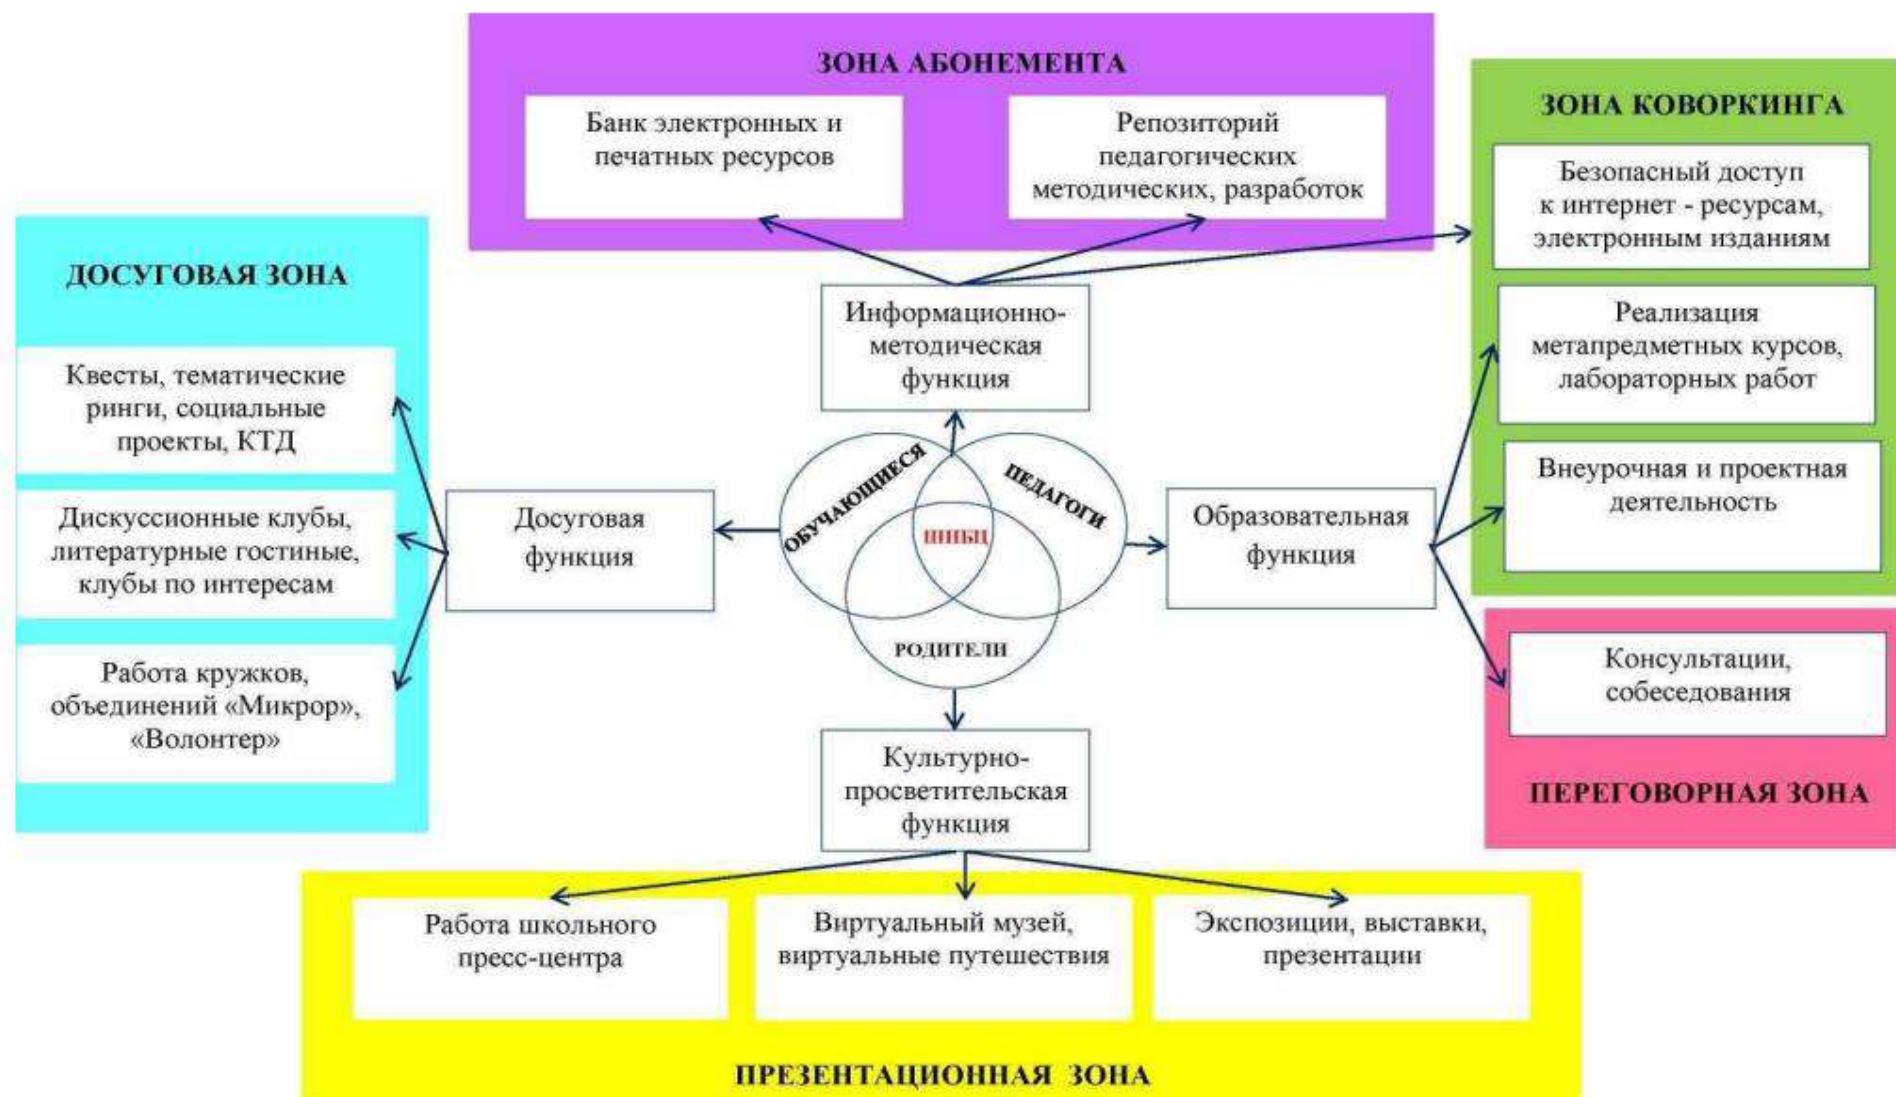 ЗОНА АБОНЕМЕНТА
Банк электронных и
печатных ресурсов
Репозиторий
педагогических
методических, разработок
ЗОНА КОВОРКИНГА
Безопасный доступ
к интернет - ресурсам,
электронным изданиям
Реализация
метапредметных курсов,
лабораторных работ
Внеурочная и проектная
деятельность
ДОСУГОВАЯ ЗОНА
Квесты, тематические
ринги, социальные
проекты, КТД
Дискуссионные клубы,
литературные гостиные,
клубы по интересам
Работа кружков,
объединений «Микрор»,
«Волонтер»
Информационно-
методическая
функция
Досуговая
функция
ОБУЧАЮЩИЕСЯ
ПЕДАГОГИ
ШИБЦ
РОДИТЕЛИ
Образовательная
функция
Культурно-
просветительская
функция
Консультации,
собеседования
ПЕРЕГОВОРНАЯ ЗОНА
Работа школьного
пресс-центра
Виртуальный музей,
виртуальные путешествия
Экспозиции, выставки,
презентации
ПРЕЗЕНТАЦИОННАЯ ЗОНА